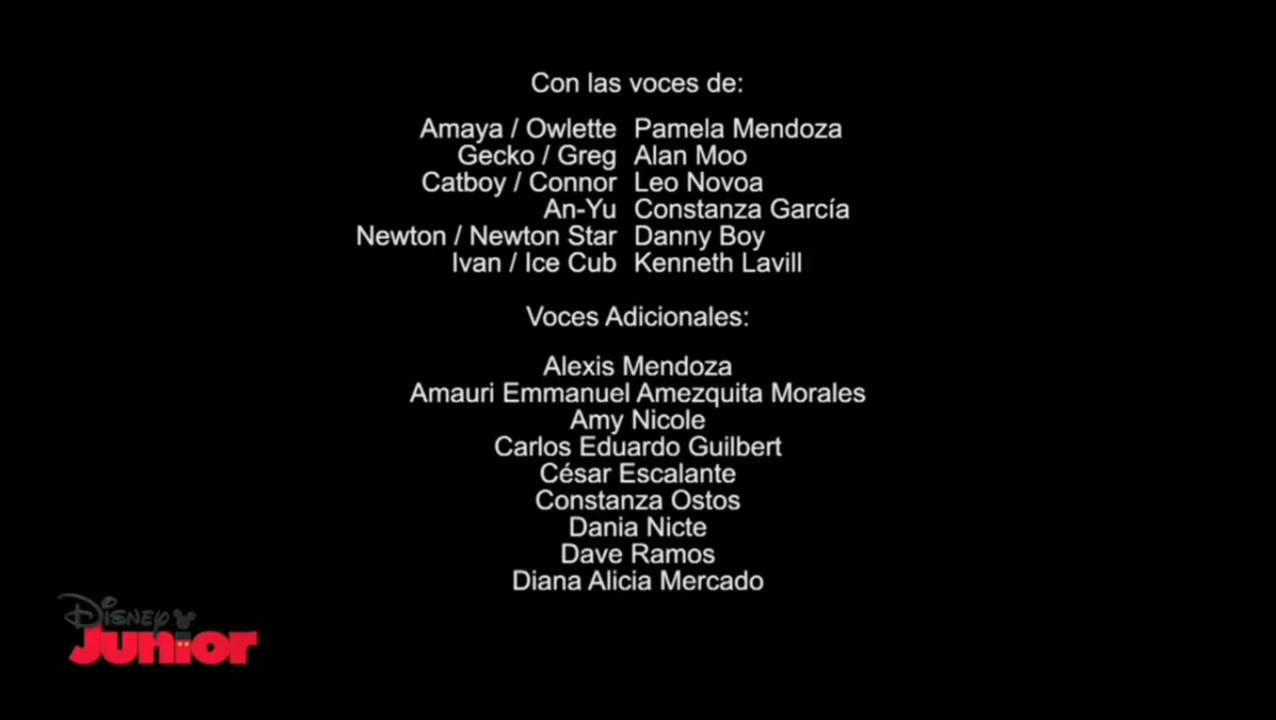 Con las voces de:
Amaya / Owlette Pamela Mendoza
Gecko / Greg Alan Moo
Catboy / Connor Leo Novoa
An-Yu Constanza García
Newton / Newton Star Danny Boy
Ivan / Ice Cub Kenneth Lavill
Voces Adicionales:
Alexis Mendoza
Amauri Emmanuel Amezquita Morales
Amy Nicole
Carlos Eduardo Guilbert
César Escalante
Constanza Ostos
Dania Nicte
Dave Ramos
Diana Alicia Mercado
Disney
Junior